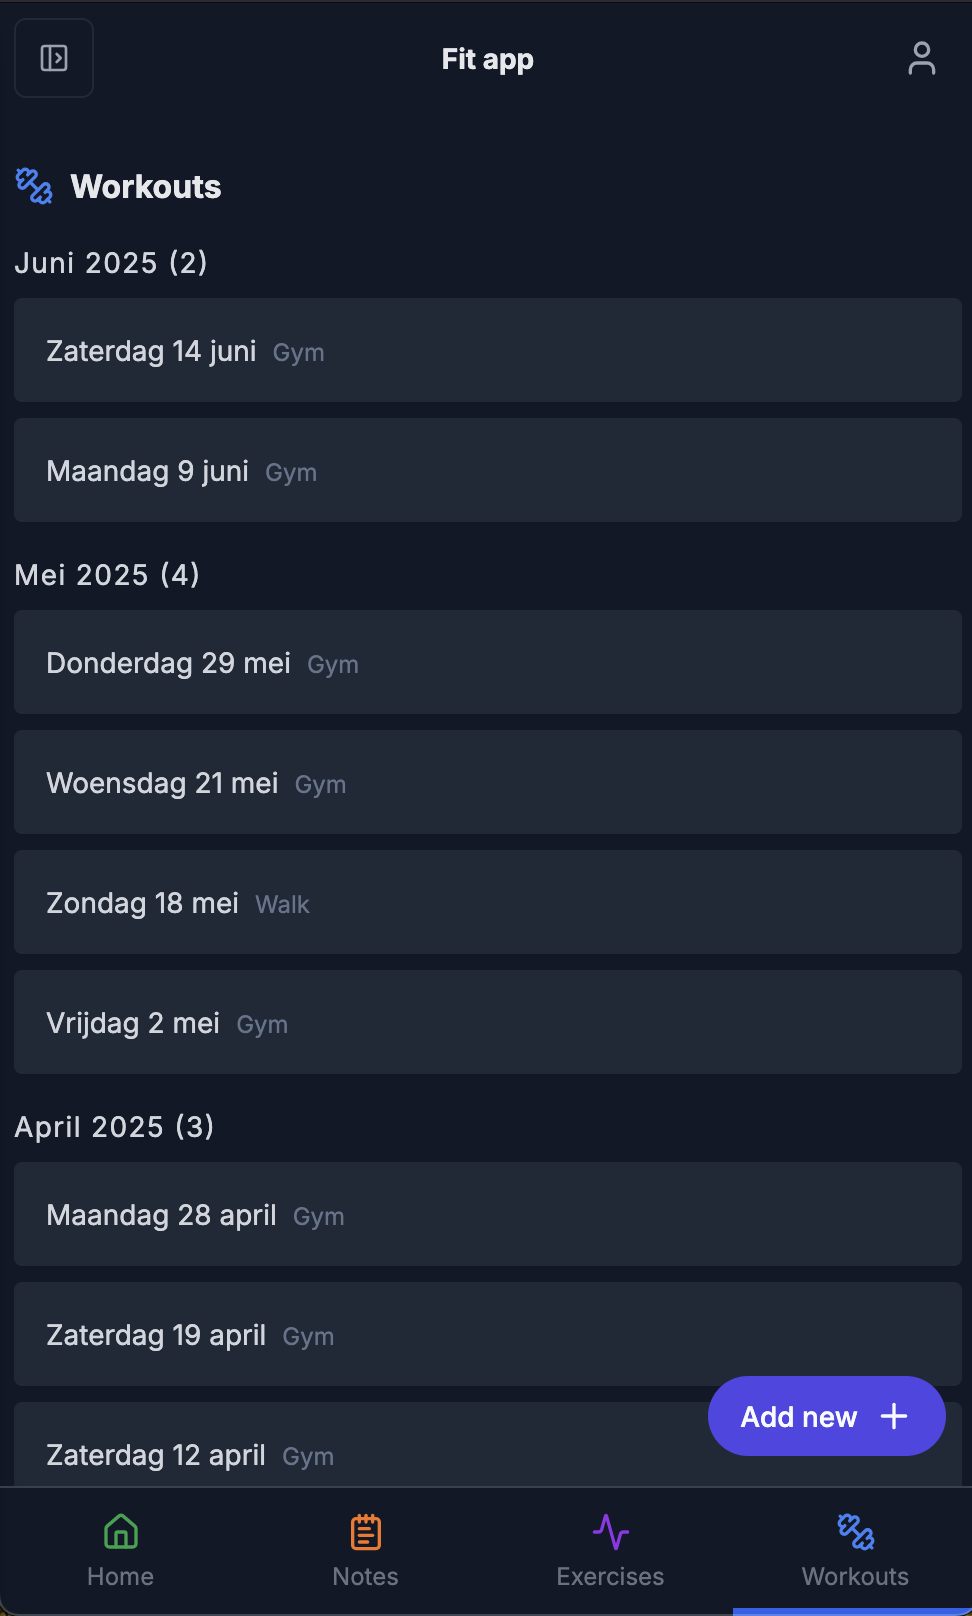 Fit app
Workouts
Juni 2025 (2)
Zaterdag 14 juni Gym
Maandag 9 juni Gym
Mei 2025 (4)
Donderdag 29 mei Gym
Woensdag 21 mei Gym
Zondag 18 mei Walk
Vrijdag 2 mei Gym
April 2025 (3)
Maandag 28 april Gym
Zaterdag 19 april Gym
Add new
Zaterdag 12 april Gym
Home Notes Exercises Workouts